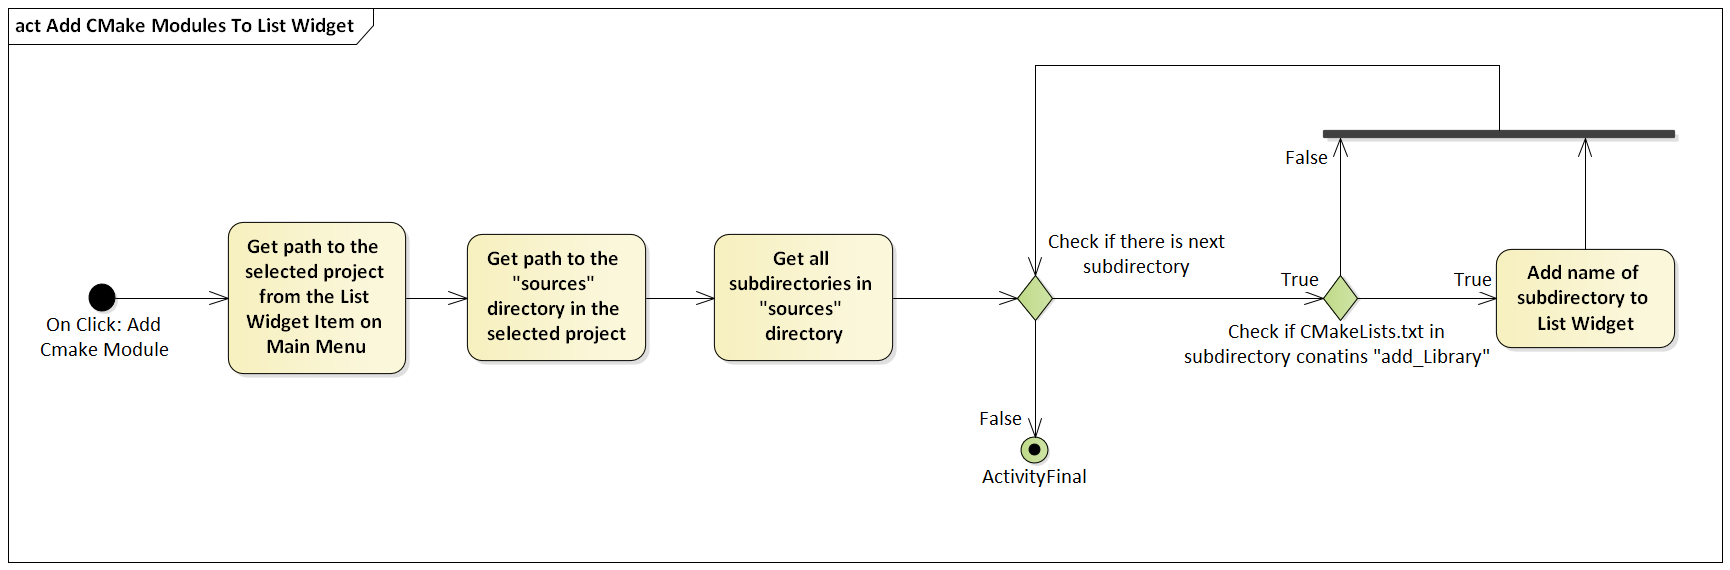 act Add CMake Modules To List Widget
On Click: Add
Cmake Module
Get path to the
selected project
from the List
Widget Item on
Main Menu
Get path to the
"sources"
directory in the
selected project
Get all
subdirectories in
"sources"
directory
Check if there is next
subdirectory
False
ActivityFinal
True
Check if CMakeLists.txt in
subdirectory conatins "add_Library"
False
True
Add name of
subdirectory to
List Widget